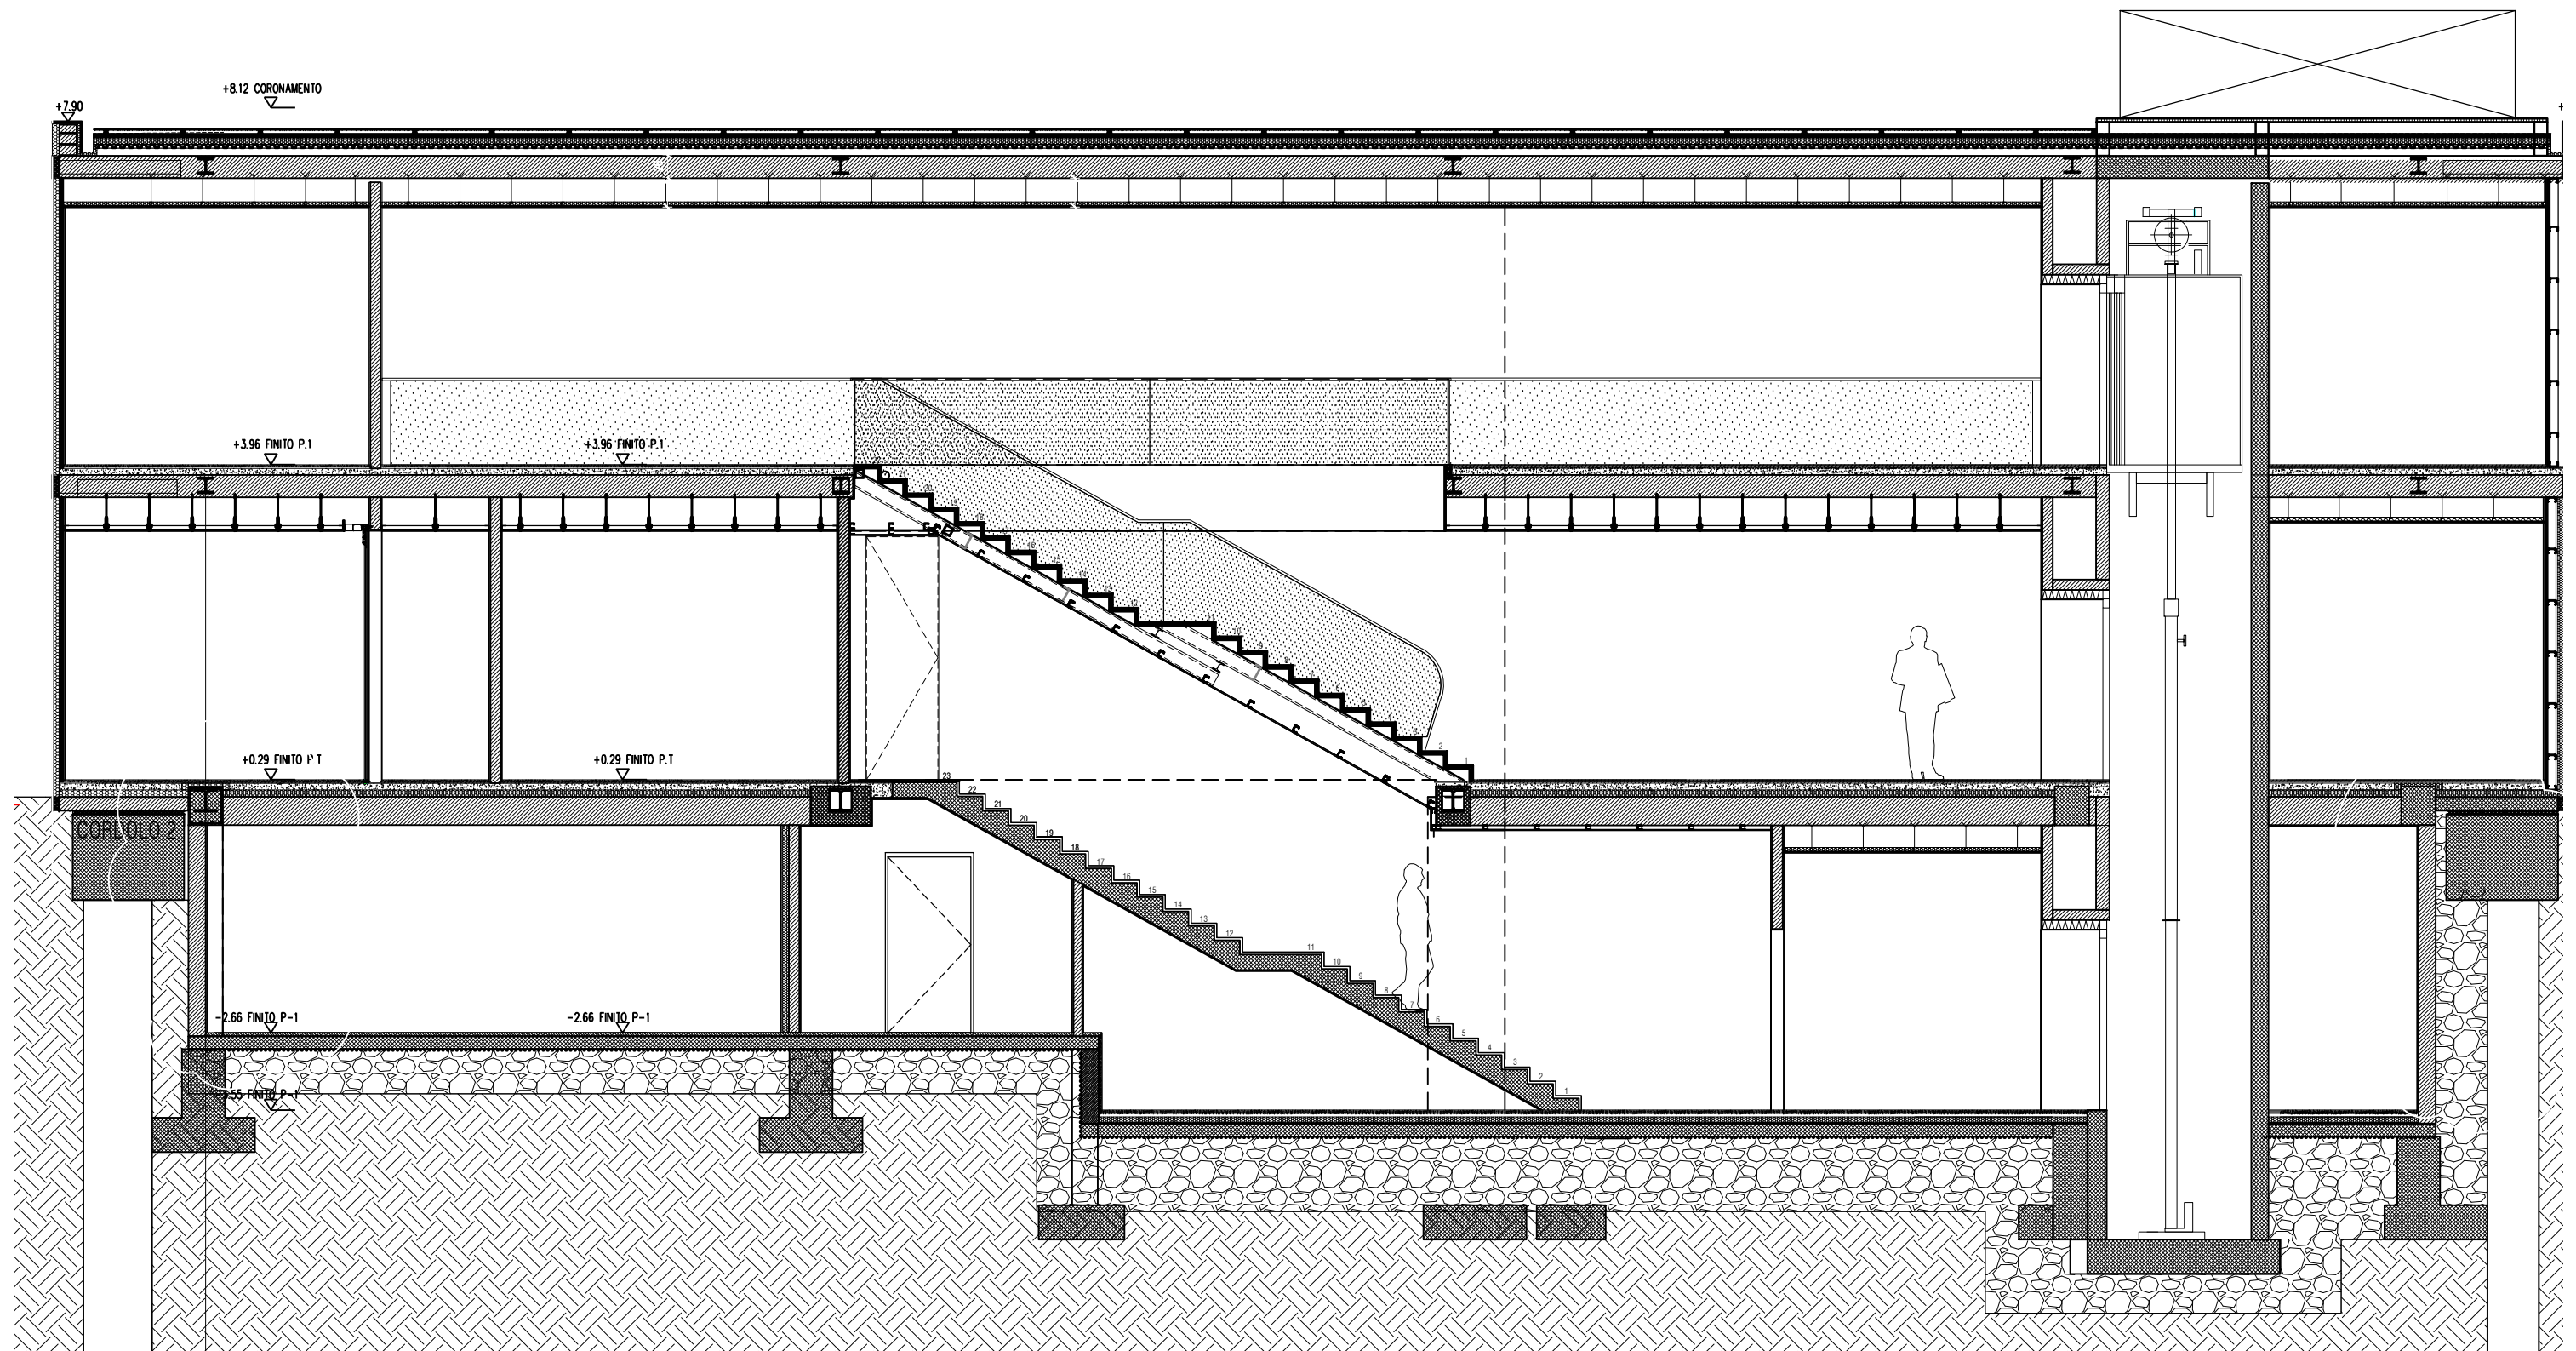 +8.12 CORONAMENTO
+7.90
+3.96 FINITO P.1
+3.96 FINITO P.1
+0.29 FINITO P.T
+0.29 FINITO P.T
CORDOLO 2
-2.66 FINITO P-1
-2.66 FINITO P-1
FINITO P-1
2
1
23
22
21
20
19
18
17
16
15
14
13
12
11
10
9
8
7
6
5
4
3
2
1